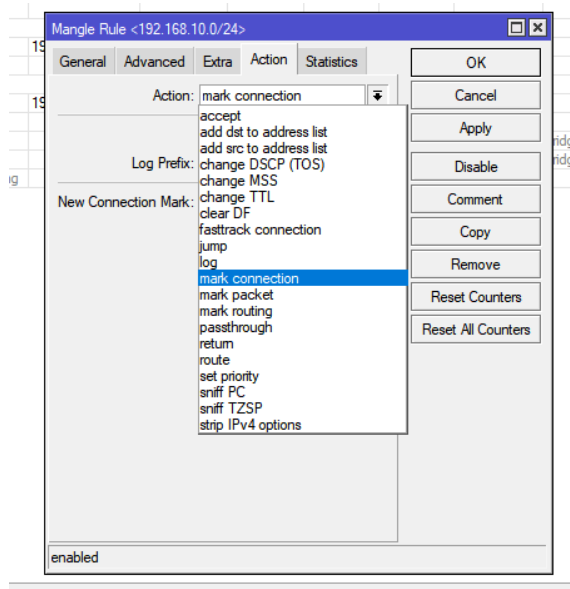 Mangle Rule <192.168.10.0/24>
General Advanced Extra Action Statistics
Action: mark connection
accept
add dst to address list
add src to address list
Log Prefix: change DSCP (TOS)
change MSS
New Connection Mark: change TTL
clear DF
fasttrack connection
jump
log
mark connection
mark packet
mark routing
passthrough
return
route
set priority
sniff PC
sniff TZSP
strip IPv4 options
OK
Cancel
Apply
Disable
Comment
Copy
Remove
Reset Counters
Reset All Counters
enabled